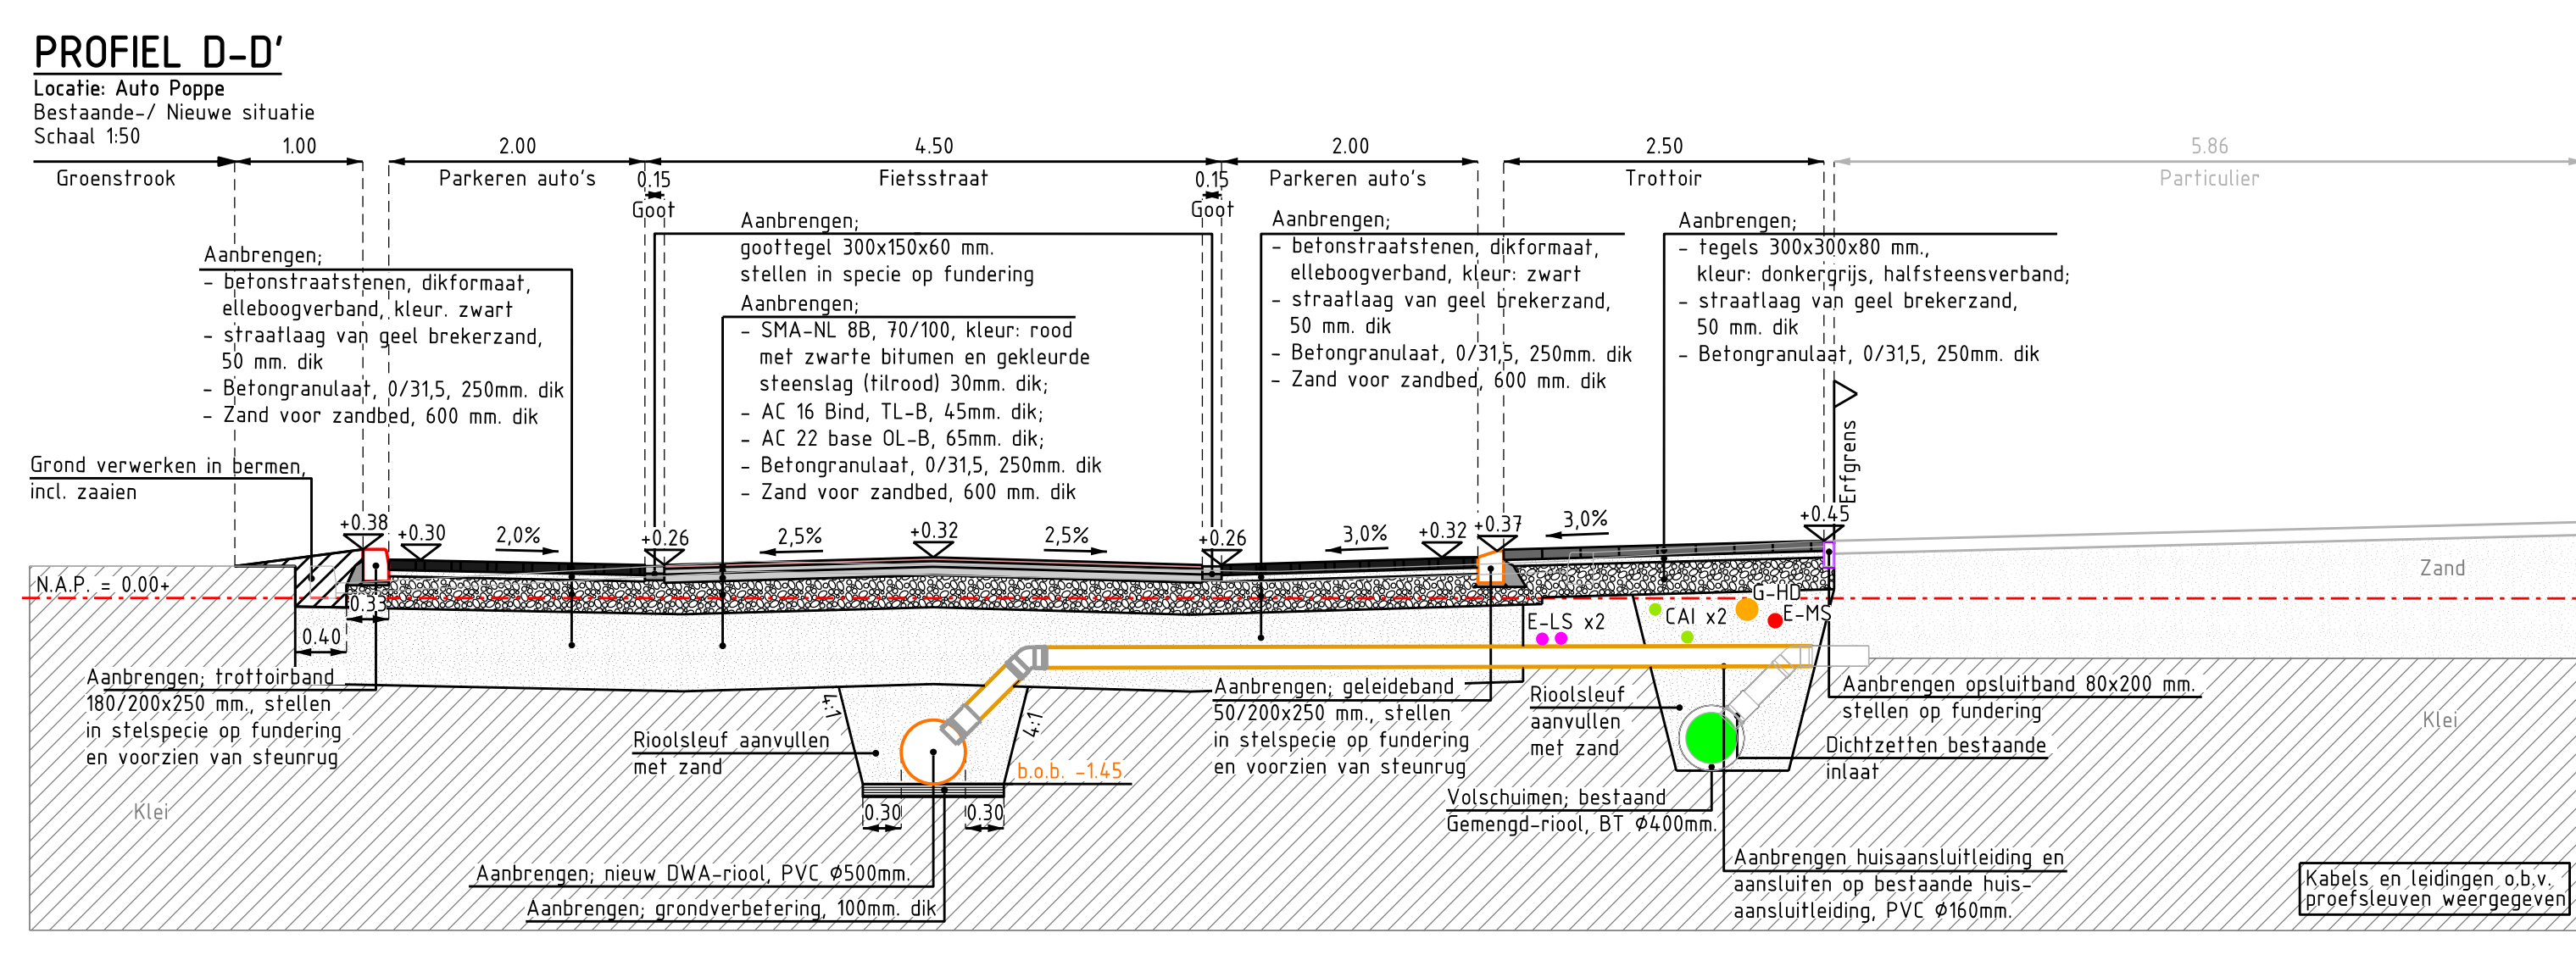 PROFIEL D-D'
Locatie: Auto Poppe
Bestaande-/ Nieuwe situatie
Schaal 1:50
1.00
2.00
4.50
2.00
2.50
5.86
Groenstrook
Parkeren auto's
0.15
Goot
Fietsstraat
0.15
Goot
Parkeren auto's
Trottoir
Particulier
Aanbrengen;
- betonstraatstenen, dikformaat,
elleboogverband, kleur. zwart
- straatlaag van geel brekerzand,
50 mm. dik
- Betongranulaat, 0/31,5, 250mm. dik
- Zand voor zandbed, 600 mm. dik
Aanbrengen;
goottegel 300x150x60 mm.
stellen in specie op fundering
Aanbrengen;
- SMA-NL 8B, 70/100, kleur: rood
met zwarte bitumen en gekleurde
steenslag (tilrood) 30mm. dik;
- AC 16 Bind, TL-B, 45mm. dik;
- AC 22 base OL-B, 65mm. dik;
- Betongranulaat, 0/31,5, 250mm. dik
- Zand voor zandbed, 600 mm. dik
Aanbrengen;
- betonstraatstenen, dikformaat,
elleboogverband, kleur: zwart
- straatlaag van geel brekerzand,
50 mm. dik
- Betongranulaat, 0/31,5, 250mm. dik
- Zand voor zandbed, 600 mm. dik
Aanbrengen;
- tegels 300x300x80 mm.,
kleur: donkergrijs, halfsteensverband;
- straatlaag van geel brekerzand,
50 mm. dik
- Betongranulaat, 0/31,5, 250mm. dik
Erfgrens
Grond verwerken in bermen,
incl. zaaien
+0.38
+0.30
2,0%
+0.26
2,5%
+0.32
2,5%
+0.26
3,0%
+0.32
+0.37
3,0%
+0.45
N.A.P. = 0.00+
0.33
0.40
E-LS x2
CAI x2
G-HD
E-MS
Zand
Klei
Klei
Aanbrengen; trottoirband
180/200x250 mm., stellen
in stelspecie op fundering
en voorzien van steunrug
4:1
4:1
Rioolsleuf aanvullen
met zand
b.o.b. -1.45
0.30
0.30
Aanbrengen; nieuw DWA-riool, PVC Ø500mm.
Aanbrengen; grondverbetering, 100mm. dik
Aanbrengen; geleideband
50/200x250 mm., stellen
in stelspecie op fundering
en voorzien van steunrug
Rioolsleuf
aanvullen
met zand
Aanbrengen opsluitband 80x200 mm.
stellen op fundering
Dichtzetten bestaande
inlaat
Volschuimen; bestaand
Gemengd-riool, BT Ø400mm.
Aanbrengen huisaansluitleiding en
aansluiten op bestaande huis-
aansluitleiding, PVC Ø160mm.
Kabels en leidingen o.b.v.
proefsleuven weergegeven